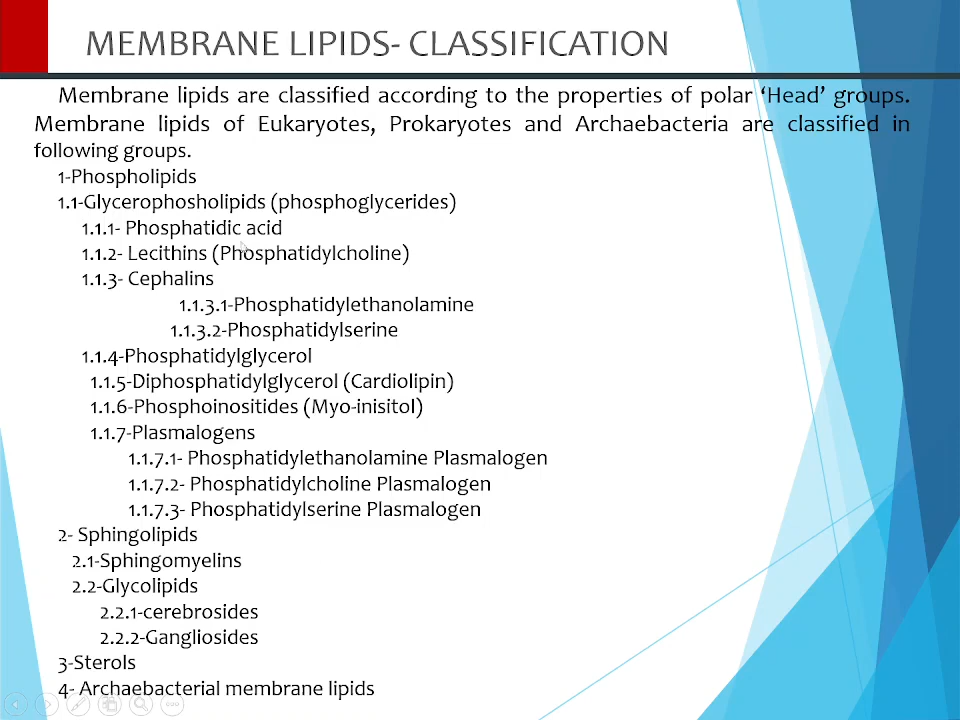 MEMBRANE LIPIDS- CLASSIFICATION
Membrane lipids are classified according to the properties of polar ‘Head’ groups.
Membrane lipids of Eukaryotes, Prokaryotes and Archaebacteria are classified in
following groups.
1-Phospholipids
1.1-Glycerophosholipids (phosphoglycerides)
1.1.1- Phosphatidic acid
1.1.2- Lecithins (Phosphatidylcholine)
1.1.3- Cephalins
1.1.3.1-Phosphatidylethanolamine
1.1.3.2-Phosphatidylserine
1.1.4-Phosphatidylglycerol
1.1.5-Diphosphatidylglycerol (Cardiolipin)
1.1.6-Phosphoinositides (Myo-inisitol)
1.1.7-Plasmalogens
1.1.7.1- Phosphatidylethanolamine Plasmalogen
1.1.7.2- Phosphatidylcholine Plasmalogen
1.1.7.3- Phosphatidylserine Plasmalogen
2- Sphingolipids
2.1-Sphingomyelins
2.2-Glycolipids
2.2.1-cerebrosides
2.2.2-Gangliosides
3-Sterols
4- Archaebacterial membrane lipids